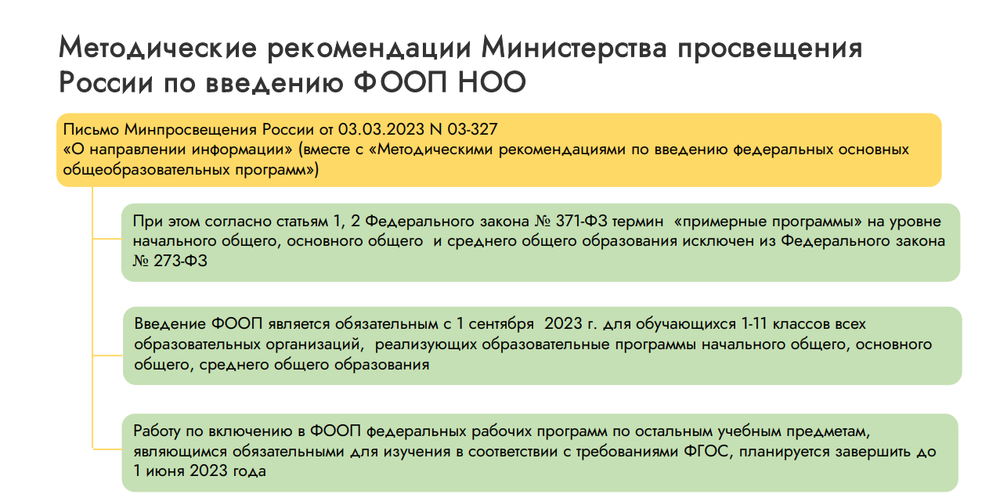 Методические рекомендации Министерства просвещения
России по введению ФООП НОО
Письмо Минпросвещения России от 03.03.2023 N 03-327
«О направлении информации» (вместе с «Методическими рекомендациями по введению федеральных основных
общеобразовательных программ»)
При этом согласно статьям 1, 2 Федерального закона № 371-ФЗ термин «примерные программы» на уровне
начального общего, основного общего и среднего общего образования исключен из Федерального закона
№ 273-ФЗ
Введение ФООП является обязательным с 1 сентября 2023 г. для обучающихся 1-11 классов всех
образовательных организаций, реализующих образовательные программы начального общего, основного
общего, среднего общего образования
Работу по включению в ФООП федеральных рабочих программ по остальным учебным предметам,
являющимся обязательными для изучения в соответствии с требованиями ФГОС, планируется завершить до
1 июня 2023 года